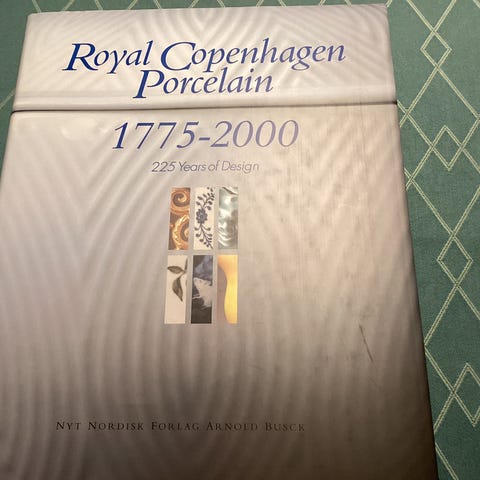 Royal Copenhagen
Porcelain
1775-2000
225 Years of Design
NYT NORDISK FORLAG ARNOLD BUSCK